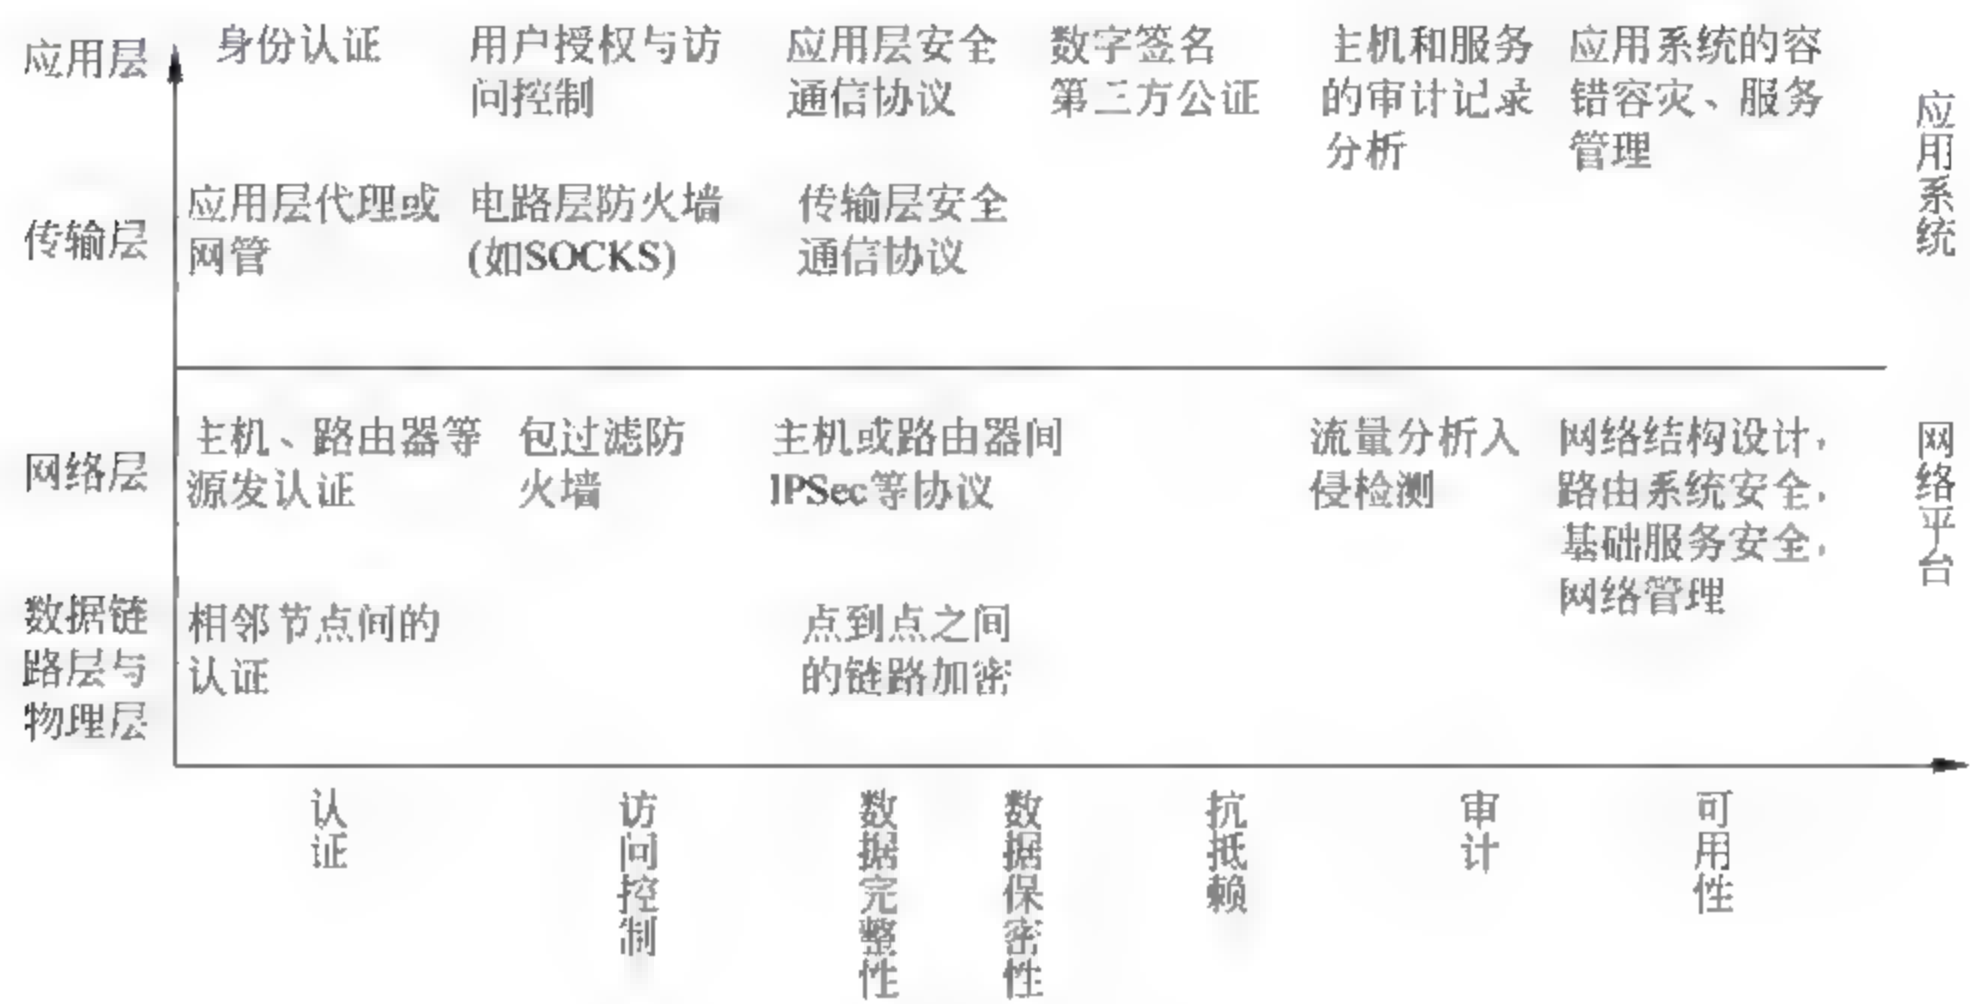 应用层
身份认证
用户授权与访
问控制
应用层安全
通信协议
数字签名
第三方公证
主机和服务
的审计记录
分析
应用系统的容
错容灾、服务
管理
应用系统
传输层
应用层代理或
网管
电路层防火墙
(如SOCKS)
传输层安全
通信协议
网络层
主机、路由器等
源发认证
包过滤防
火墙
主机或路由器间
IPSec等协议
流量分析入
侵检测
网络结构设计,
路由系统安全,
基础服务安全,
网络管理
网络平台
数据链
路层与
物理层
相邻节点间的
认证
点到点之间
的链路加密
认证
访问控制
数据完整性
数据保密性
抗抵赖
审计
可用性